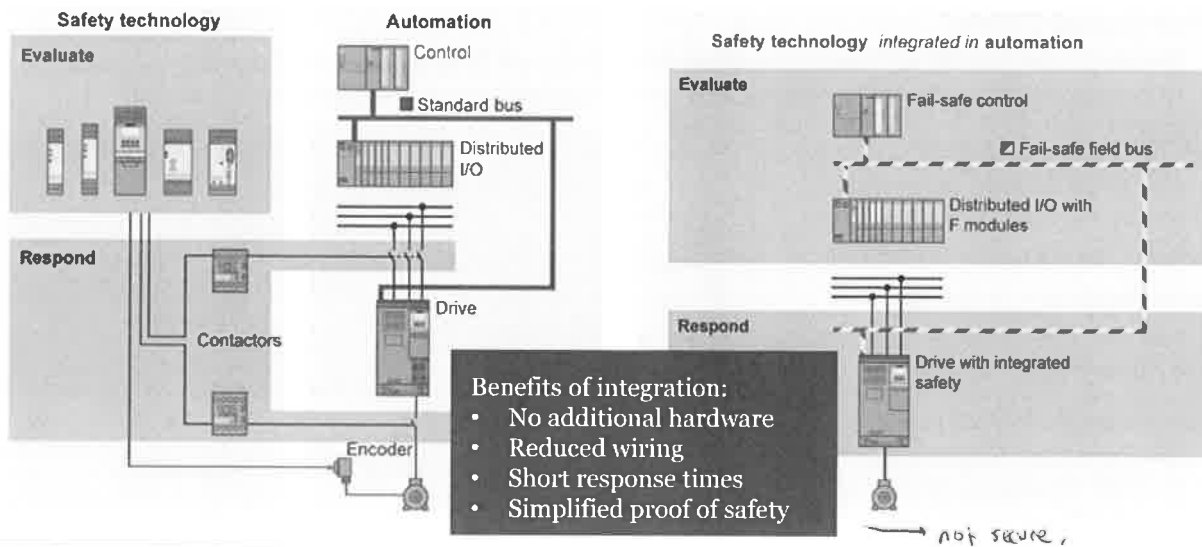 Safety technology
Automation
Evaluate
Control
Standard bus
Distributed
I/O
Respond
Contactors
Drive
Encoder
Safety technology integrated in automation
Evaluate
Fail-safe control
Fail-safe field bus
Distributed I/O with
F modules
Respond
Drive with integrated
safety
Benefits of integration:
• No additional hardware
• Reduced wiring
• Short response times
• Simplified proof of safety
not secure,